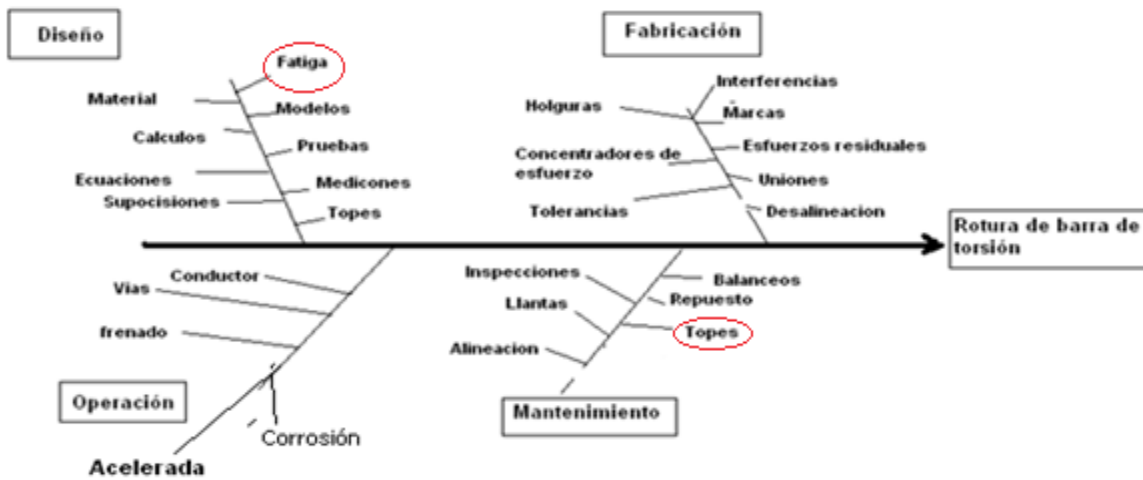 Diseño
Fabricación
Fatiga
Material
Modelos
Calculos
Pruebas
Ecuaciones
Medicones
Supocisiones
Topes
Interferencias
Holguras
Marcas
Esfuerzos residuales
Concentradores de
esfuerzo
Uniones
Tolerancias
Desalineacion
Rotura de barra de
torsión
Conductor
Vias
frenado
Operación
Corrosión
Acelerada
Inspecciones
Balanceos
Repuesto
Llantas
Topes
Alineacion
Mantenimiento